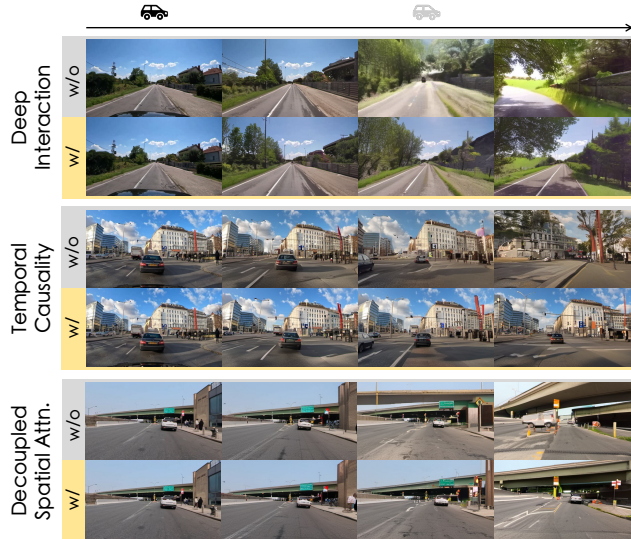 Deep
Interaction
w/o
w/
Temporal
Causality
w/o
w/
Decoupled
Spatial Attn.
w/o
w/